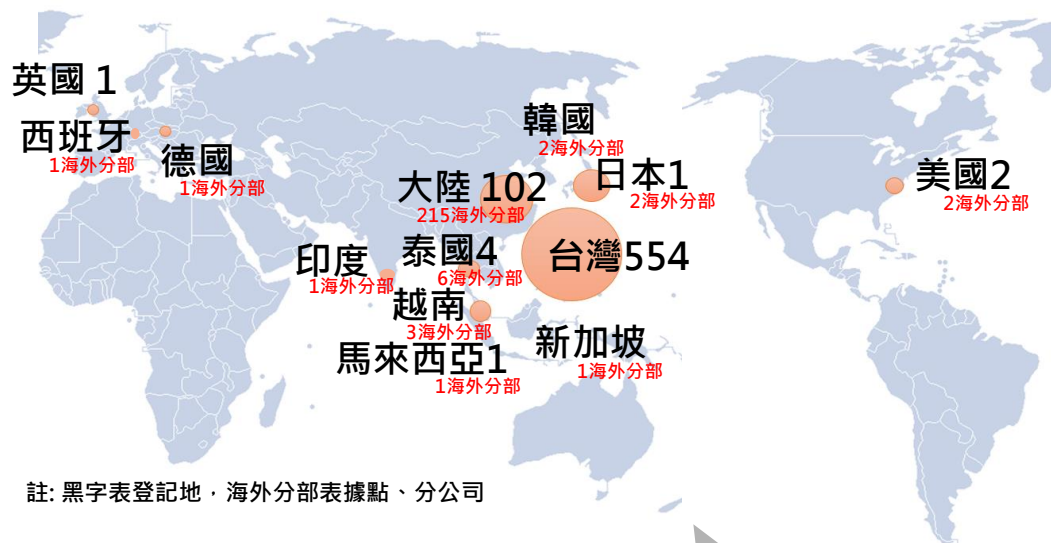 英國 1
西班牙
1海外分部
德國
1海外分部
韓國
2海外分部
日本1
2海外分部
大陸 102
215海外分部
美國2
2海外分部
印度
1海外分部
泰國4
6海外分部
台灣554
越南
3海外分部
馬來西亞1
1海外分部
新加坡
1海外分部
註: 黑字表登記地，海外分部表據點、分公司